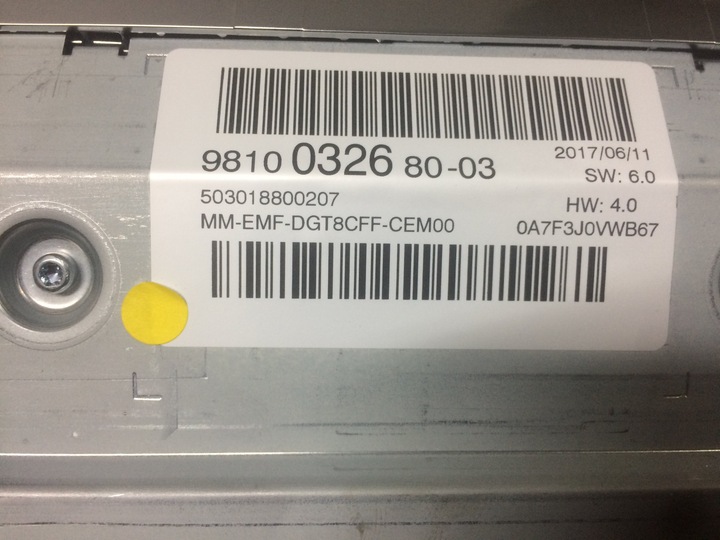 9810 0326 80-03
2017/06/11
SW: 6.0
503018800207
HW: 4.0
MM-EMF-DGT8CFF-CEM00
0A7F3J0VWB67